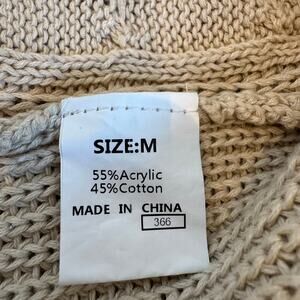 SIZE:M
55%Acrylic
45%Cotton
MADE IN CHINA
366